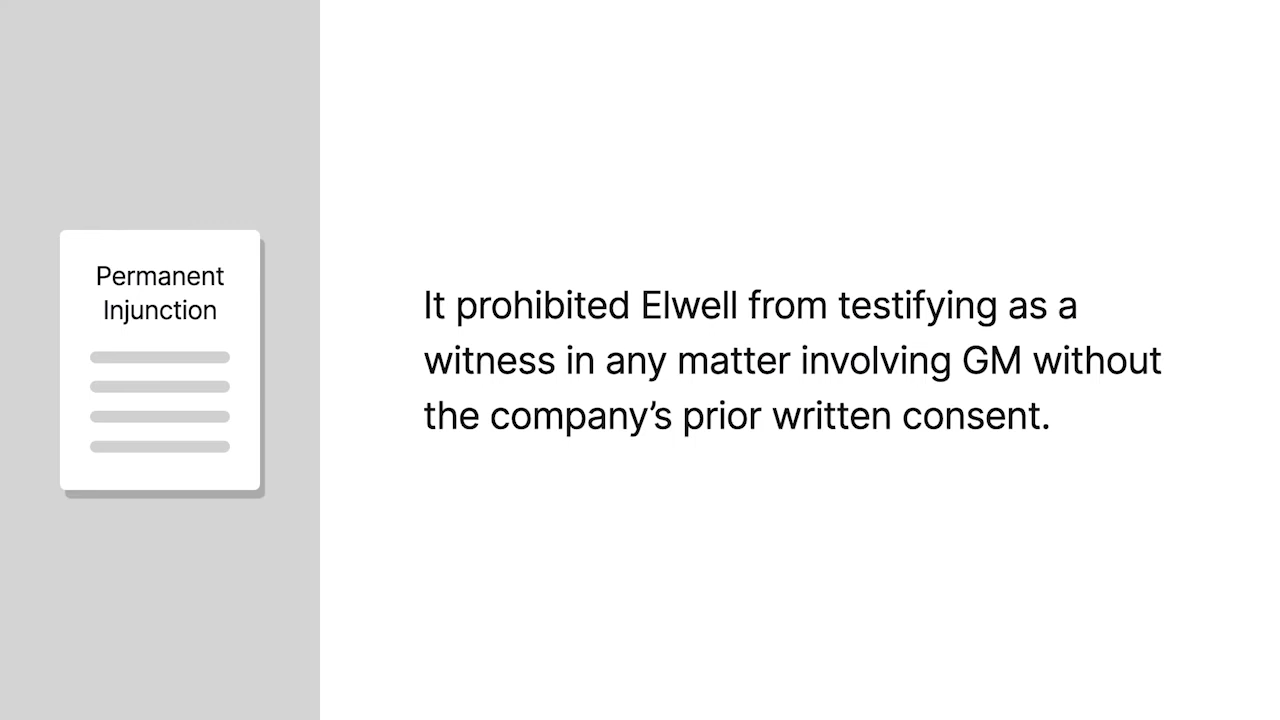 Permanent
Injunction
It prohibited Elwell from testifying as a
witness in any matter involving GM without
the company’s prior written consent.